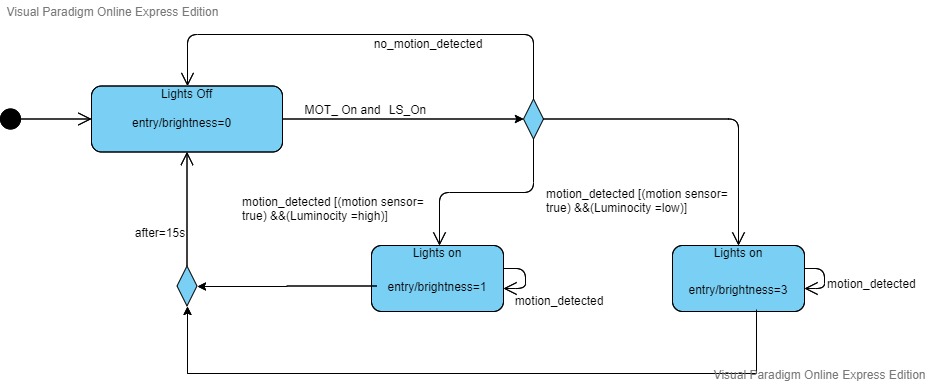 Visual Paradigm Online Express Edition
no_motion_detected
Lights Off
entry/brightness=0
MOT_ On and LS_On
motion_detected [(motion sensor=
true) &&(Luminocity =high)]
motion_detected [(motion sensor=
true) &&(Luminocity =low)]
after=15s
Lights on
entry/brightness=1
motion_detected
Lights on
entry/brightness=3
motion_detected
Visual Paradigm Online Express Edition